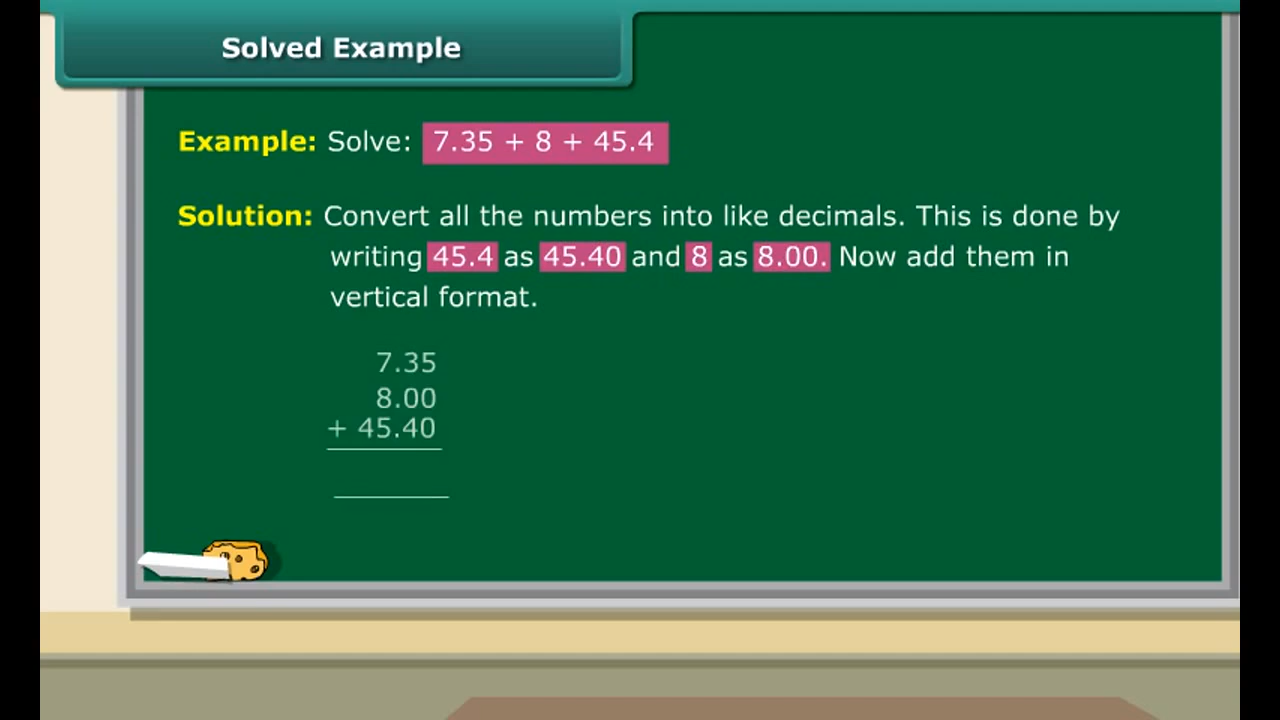 Solved Example
Example: Solve: 7.35 + 8 + 45.4
Solution: Convert all the numbers into like decimals. This is done by
writing 45.4 as 45.40 and 8 as 8.00. Now add them in
vertical format.
7.35
8.00
+ 45.40